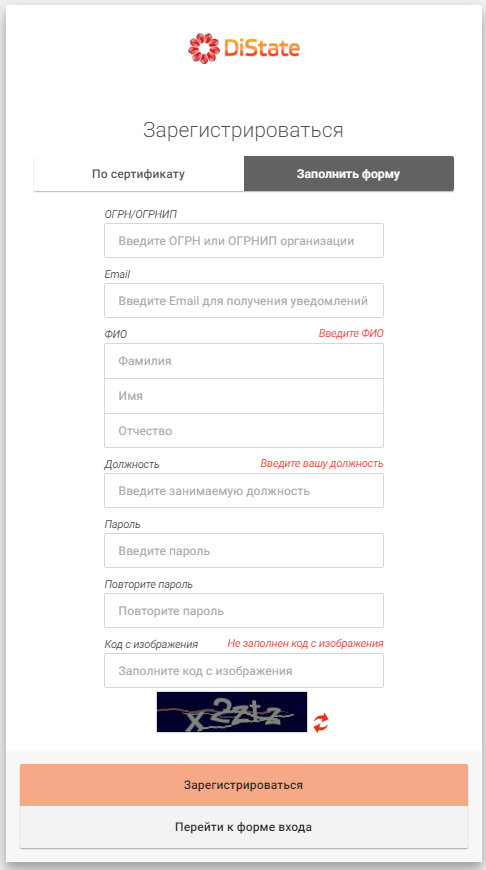 DiState
Зарегистрироваться
По сертификату Заполнить форму
ОГРН/ОГРНИП
Введите ОГРН или ОГРНИП организации
Email
Введите Email для получения уведомлений
ФИО Введите ФИО
Фамилия
Имя
Отчество
Должность Введите вашу должность
Введите занимаемую должность
Пароль
Введите пароль
Повторите пароль
Повторите пароль
Код с изображения Не заполнен код с изображения
Заполните код с изображения
x2ztz
Зарегистрироваться
Перейти к форме входа